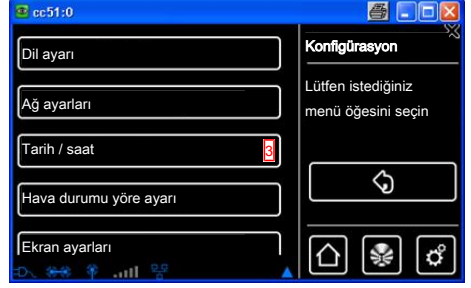 cc51:0
Dil ayarı
Ağ ayarları
Tarih / saat
3
Hava durumu yöre ayarı
Ekran ayarları
Konfigürasyon
Lütfen istediğiniz
menü öğesini seçin